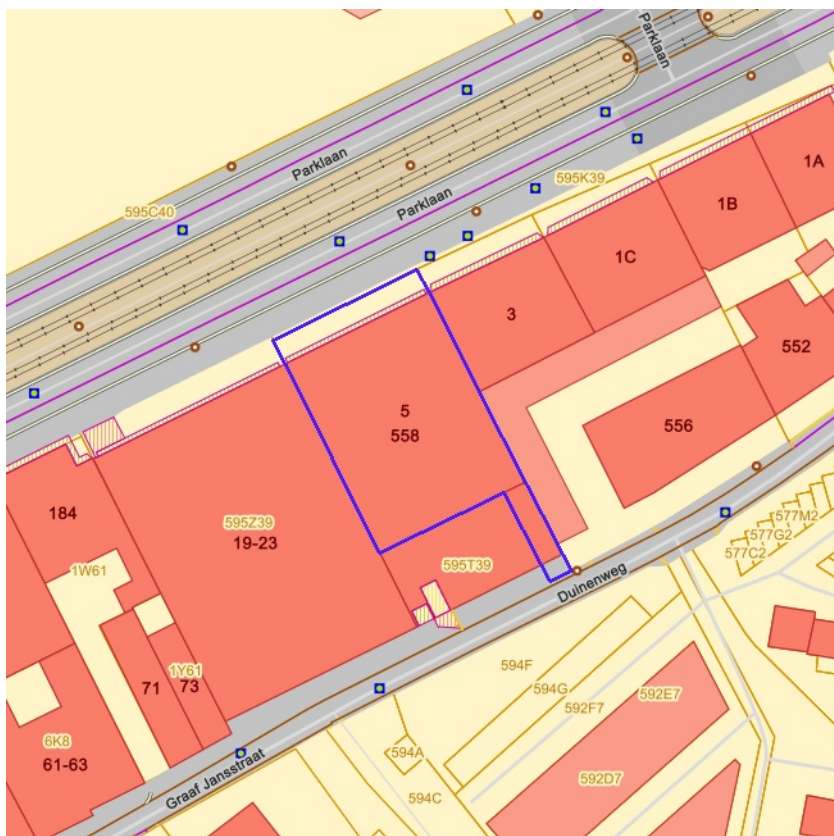 Parklaan
Parklaan
Parklaan
595C40
595K39
1A
1B
1C
3
5
558
552
556
184
595Z39
19-23
595T39
577M2
577G2
577C2
Duinenweg
1W61
1Y61
71
73
6K8
61-63
Graaf Jansstraat
594F
594G
592F7
592E7
592D7
594A
594C